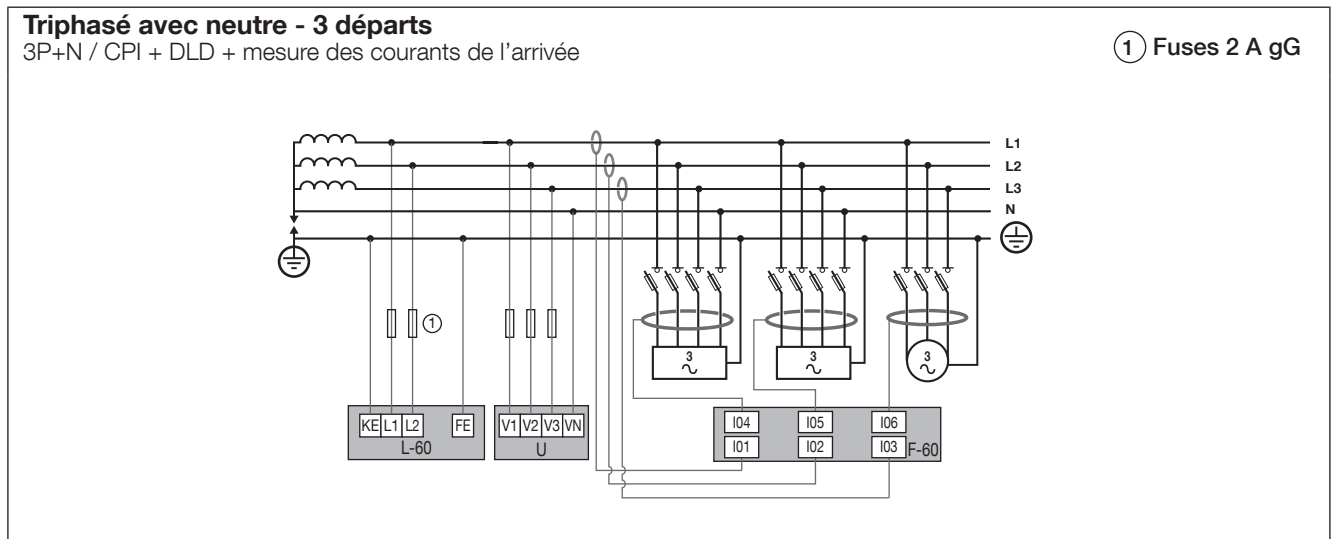 Triphasé avec neutre - 3 départs
3P+N / CPI + DLD + mesure des courants de l'arrivée
1 Fuses 2 A gG
L1
L2
L3
N
1
3
3
3
KE L1 L2 FE
L-60
V1 V2 V3 VN
U
I04 I05 I06
I01 I02 I03 F-60